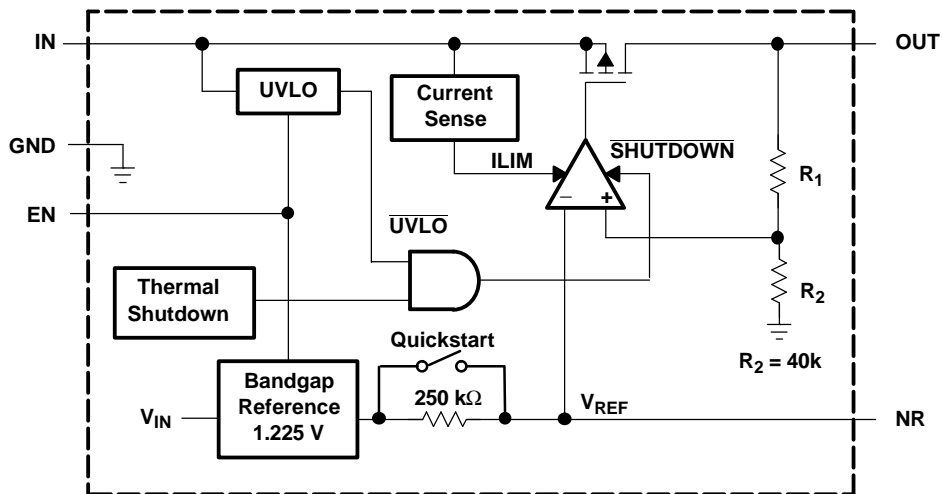 IN
OUT
UVLO
Current
Sense
GND
ILIM
SHUTDOWN
R1
EN
UVLO
− +
Thermal
Shutdown
R2
Quickstart
R2 = 40k
Bandgap
Reference
1.225 V
250 kΩ
VIN
VREF
NR